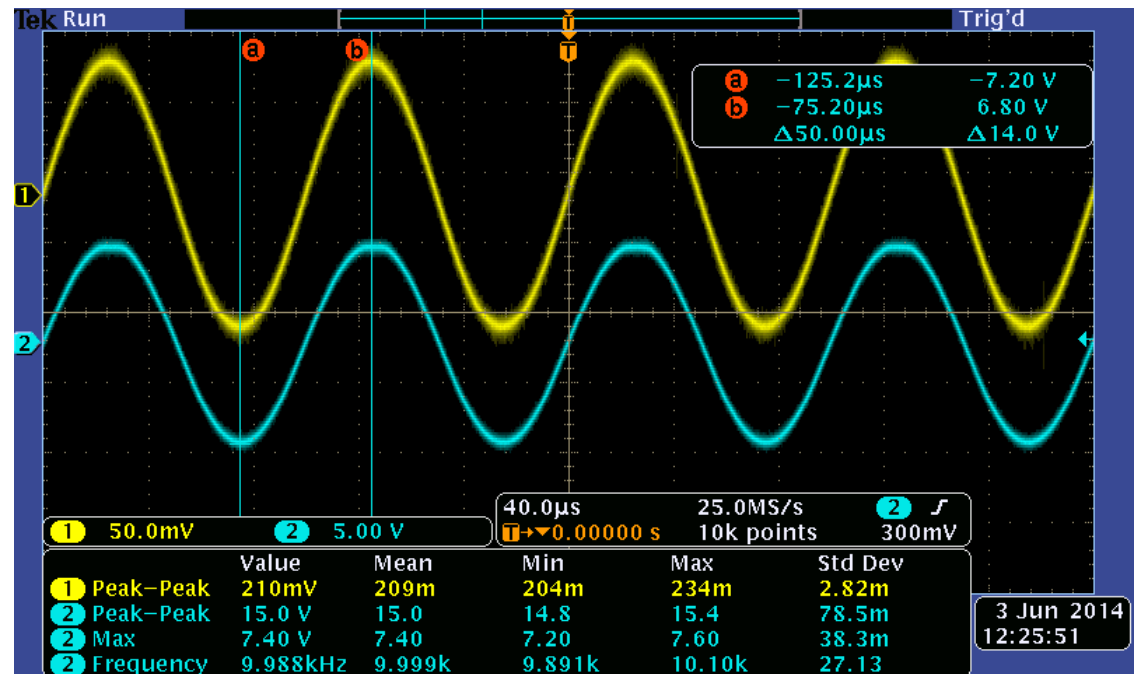 Tek Run Trig'd
T
a b T
a −125.2µs −7.20 V
b −75.20µs 6.80 V
Δ50.00µs Δ14.0 V
1
2
1 50.0mV 2 5.00 V
40.0µs 25.0MS/s 2
T→▼0.00000 s 10k points 300mV
Value Mean Min Max Std Dev
1 Peak−Peak 210mV 209m 204m 234m 2.82m
2 Peak−Peak 15.0 V 15.0 14.8 15.4 78.5m
2 Max 7.40 V 7.40 7.20 7.60 38.3m
2 Frequency 9.988kHz 9.999k 9.891k 10.10k 27.13
3 Jun 2014
12:25:51